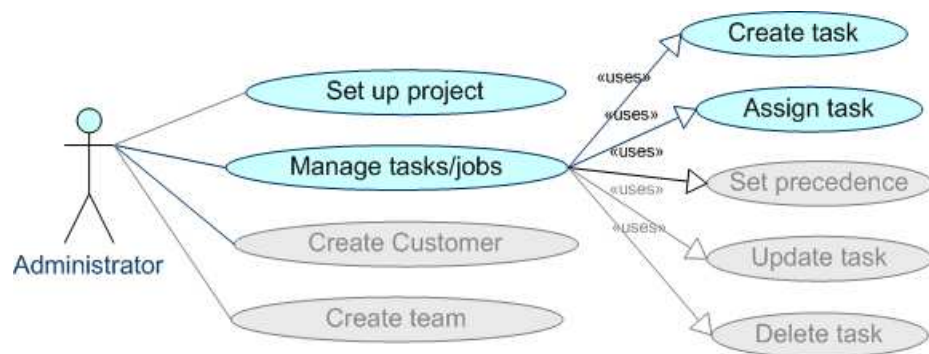 Create task
«uses»
Set up project
Assign task
«uses»
Manage tasks/jobs
«uses»
Set precedence
«uses»
Create Customer
«uses»
Administrator
Update task
Create team
Delete task